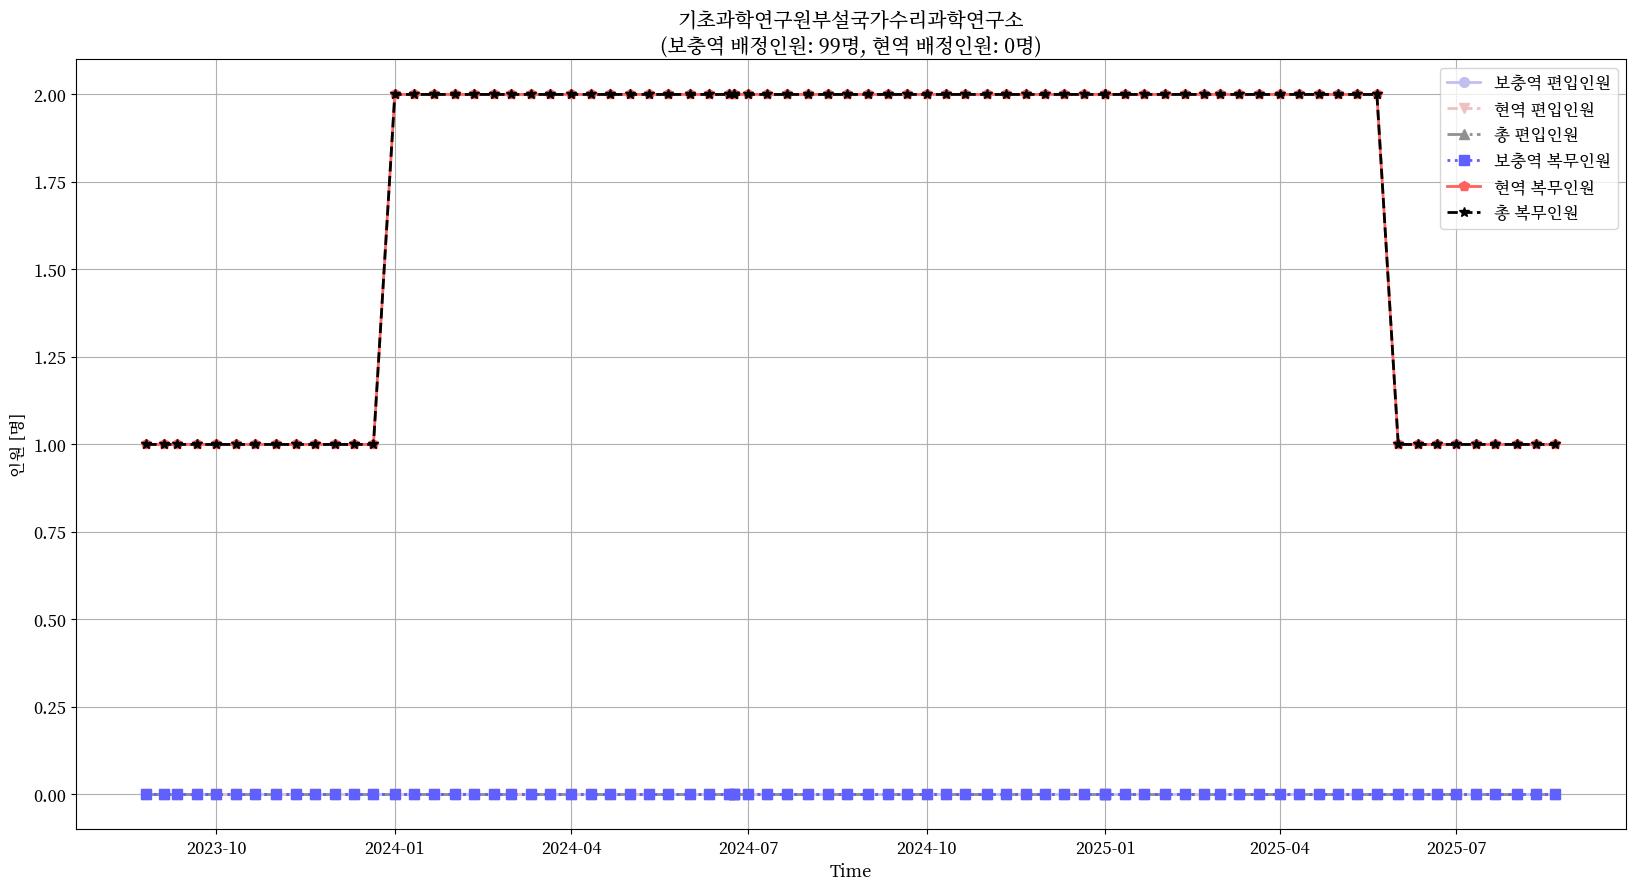 기초과학연구원부설국가수리과학연구소
(보충역 배정인원: 99명, 현역 배정인원: 0명)
보충역 편입인원
현역 편입인원
총 편입인원
보충역 복무인원
현역 복무인원
총 복무인원
인원 [명]
2.00
1.75
1.50
1.25
1.00
0.75
0.50
0.25
0.00
2023-10 2024-01 2024-04 2024-07 2024-10 2025-01 2025-04 2025-07
Time